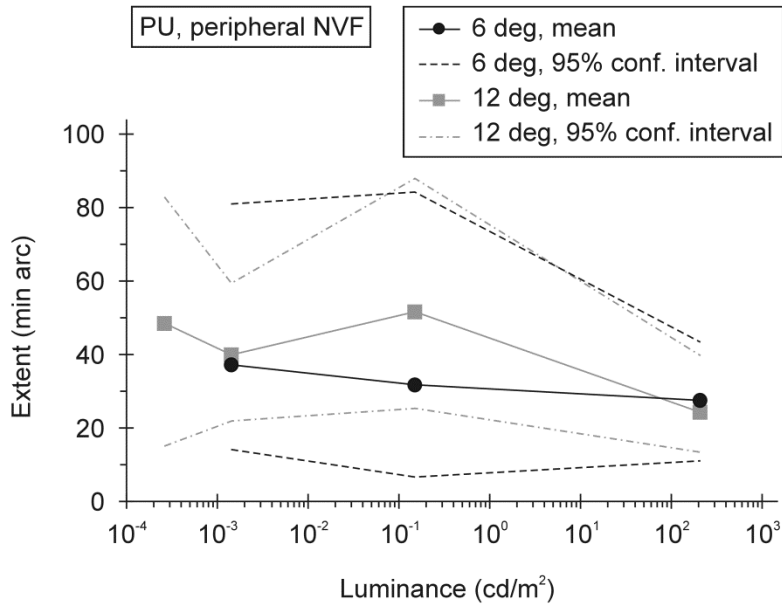 PU, peripheral NVF
6 deg, mean
6 deg, 95% conf. interval
12 deg, mean
12 deg, 95% conf. interval
Extent (min arc)
100
80
60
40
20
0
10⁻⁴ 10⁻³ 10⁻² 10⁻¹ 10⁰ 10¹ 10² 10³
Luminance (cd/m²)